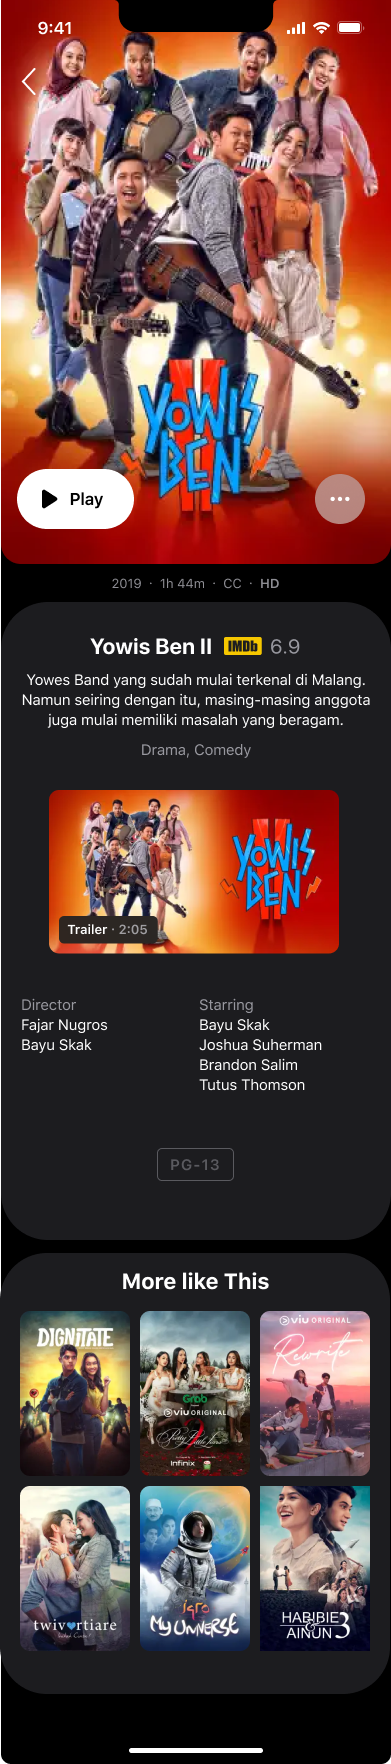 9:41
YOWIS
BEN
II
Play
2019 · 1h 44m · CC · HD
Yowis Ben II IMDb 6.9
Yowes Band yang sudah mulai terkenal di Malang.
Namun seiring dengan itu, masing-masing anggota
juga mulai memiliki masalah yang beragam.
Drama, Comedy
YOWIS
BEN
II
Trailer · 2:05
Director
Fajar Nugros
Bayu Skak
Starring
Bayu Skak
Joshua Suherman
Brandon Salim
Tutus Thomson
PG-13
More like This
DIGNITATE
Grab
viu ORIGINAL
Pretty Little Liars
Infinix
viu ORIGINAL
Rewrite
twivortiare
iqro
MY UNIVERSE
HABIBIE
AINUN 3